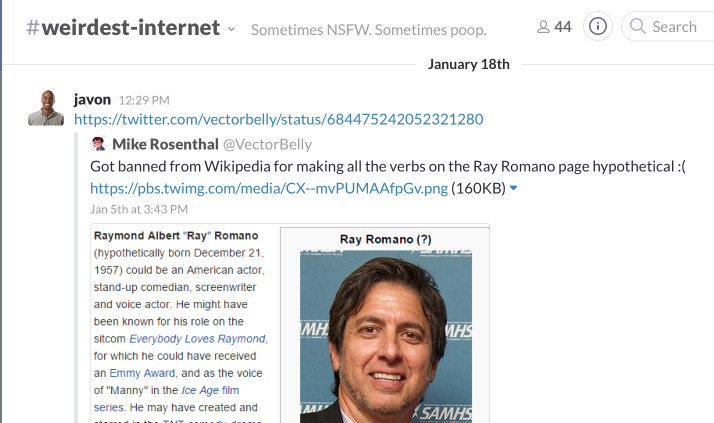 #weirdest-internet Sometimes NSFW. Sometimes poop. 44 Search
January 18th
javon 12:29 PM
https://twitter.com/vectorbelly/status/684475242052321280
Mike Rosenthal @VectorBelly
Got banned from Wikipedia for making all the verbs on the Ray Romano page hypothetical :(
https://pbs.twimg.com/media/CX--mvPUMAAfpGv.png (160KB)
Jan 5th at 3:43 PM
Raymond Albert "Ray" Romano
(hypothetically born December 21,
1957) could be an American actor,
stand-up comedian, screenwriter
and voice actor. He might have
been known for his role on the
sitcom Everybody Loves Raymond,
for which he could have received
an Emmy Award, and as the voice
of "Manny" in the Ice Age film
series. He may have created and
starred in the TNT comedy-drama
Ray Romano (?)
MHS
SAMHS